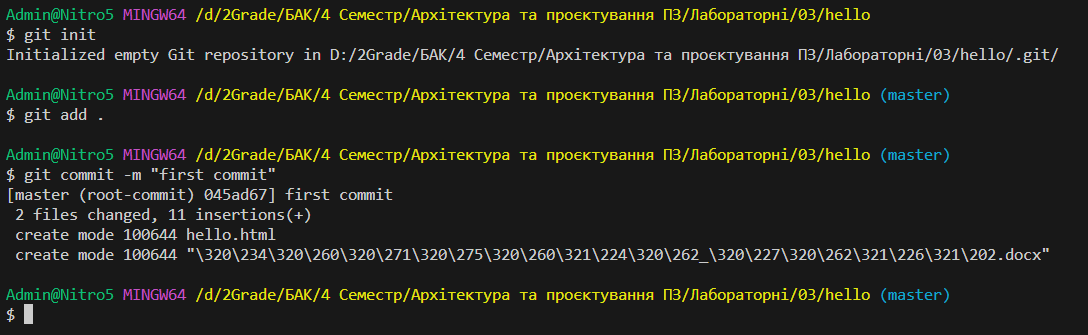 Admin@Nitro5 MINGW64 /d/2Grade/БАК/4 Семестр/Архітектура та проєктування ПЗ/Лабораторні/03/hello
$ git init
Initialized empty Git repository in D:/2Grade/БАК/4 Семестр/Архітектура та проєктування ПЗ/Лабораторні/03/hello/.git/
Admin@Nitro5 MINGW64 /d/2Grade/БАК/4 Семестр/Архітектура та проєктування ПЗ/Лабораторні/03/hello (master)
$ git add .
Admin@Nitro5 MINGW64 /d/2Grade/БАК/4 Семестр/Архітектура та проєктування ПЗ/Лабораторні/03/hello (master)
$ git commit -m "first commit"
[master (root-commit) 045ad67] first commit
 2 files changed, 11 insertions(+)
 create mode 100644 hello.html
 create mode 100644 "\320\234\320\260\320\271\320\275\320\260\321\224\320\262_\320\227\320\262\321\226\321\202.docx"
Admin@Nitro5 MINGW64 /d/2Grade/БАК/4 Семестр/Архітектура та проєктування ПЗ/Лабораторні/03/hello (master)
$